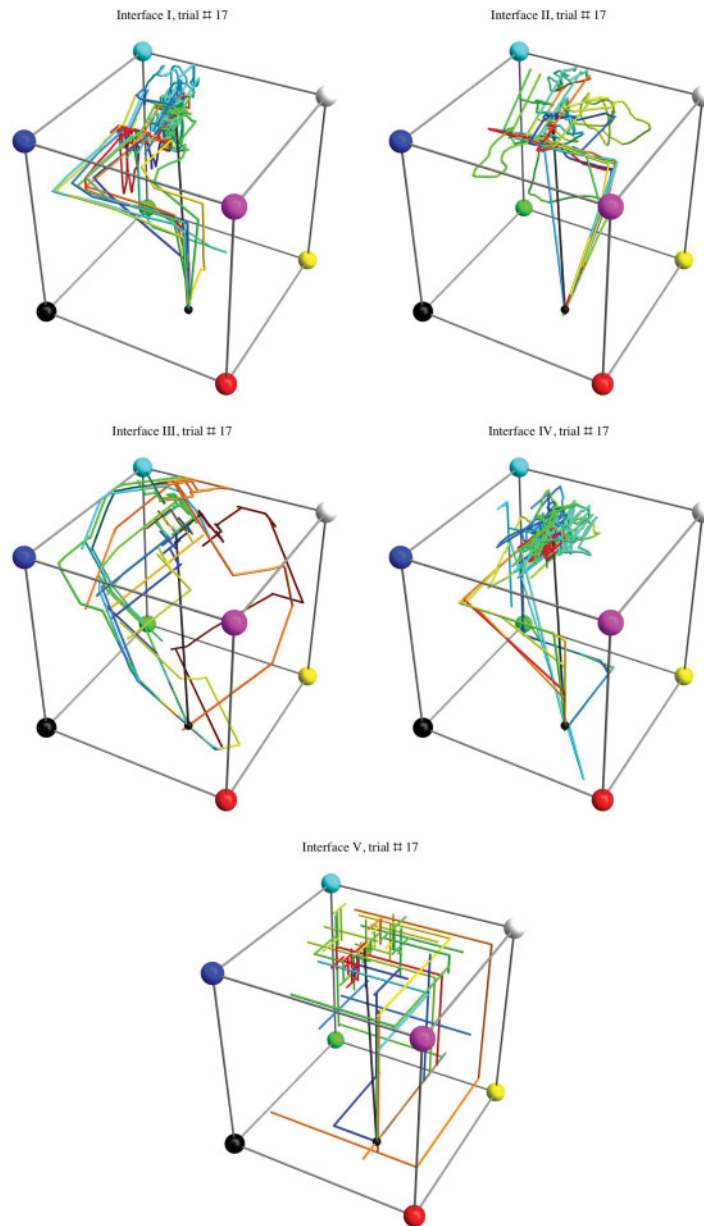 Interface I, trial # 17
Interface II, trial # 17
Interface III, trial # 17
Interface IV, trial # 17
Interface V, trial # 17